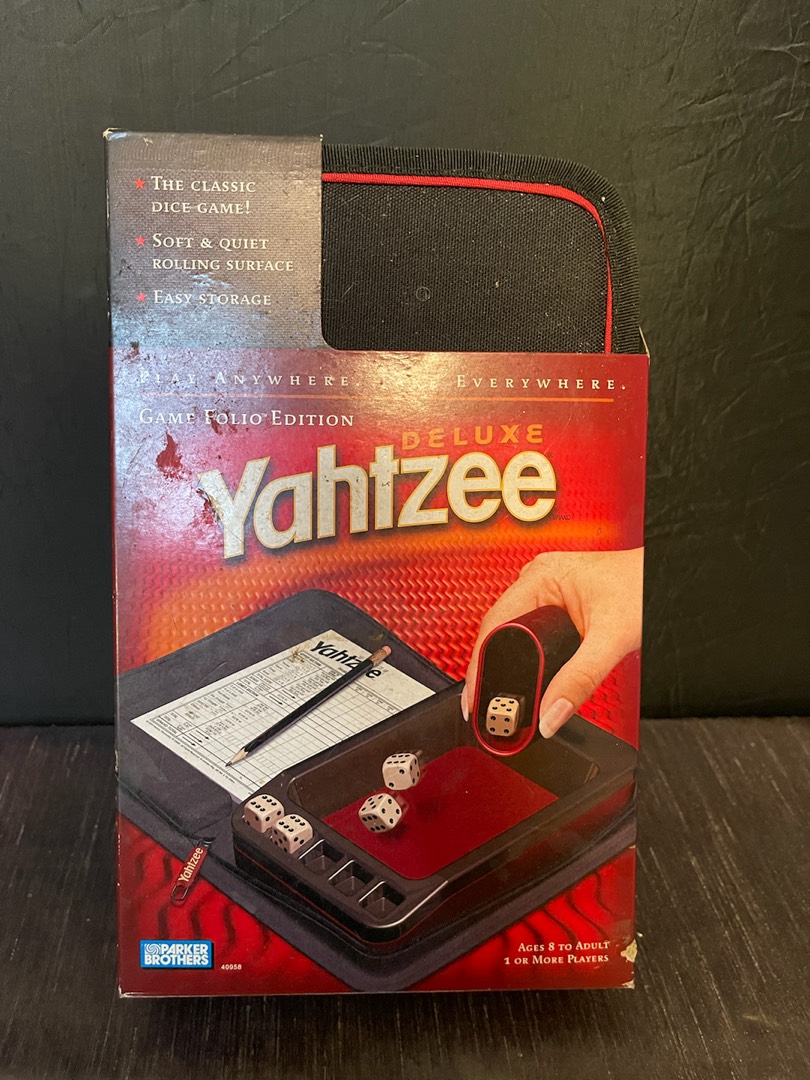 ★ THE CLASSIC
DICE GAME!
★ SOFT & QUIET
ROLLING SURFACE
★ EASY STORAGE
PLAY ANYWHERE. EVERYWHERE.
GAME FOLIO EDITION
DELUXE
Yahtzee
Yahtzee
Yahtzee
PARKER
BROTHERS
40958
AGES 8 TO ADULT
1 OR MORE PLAYERS